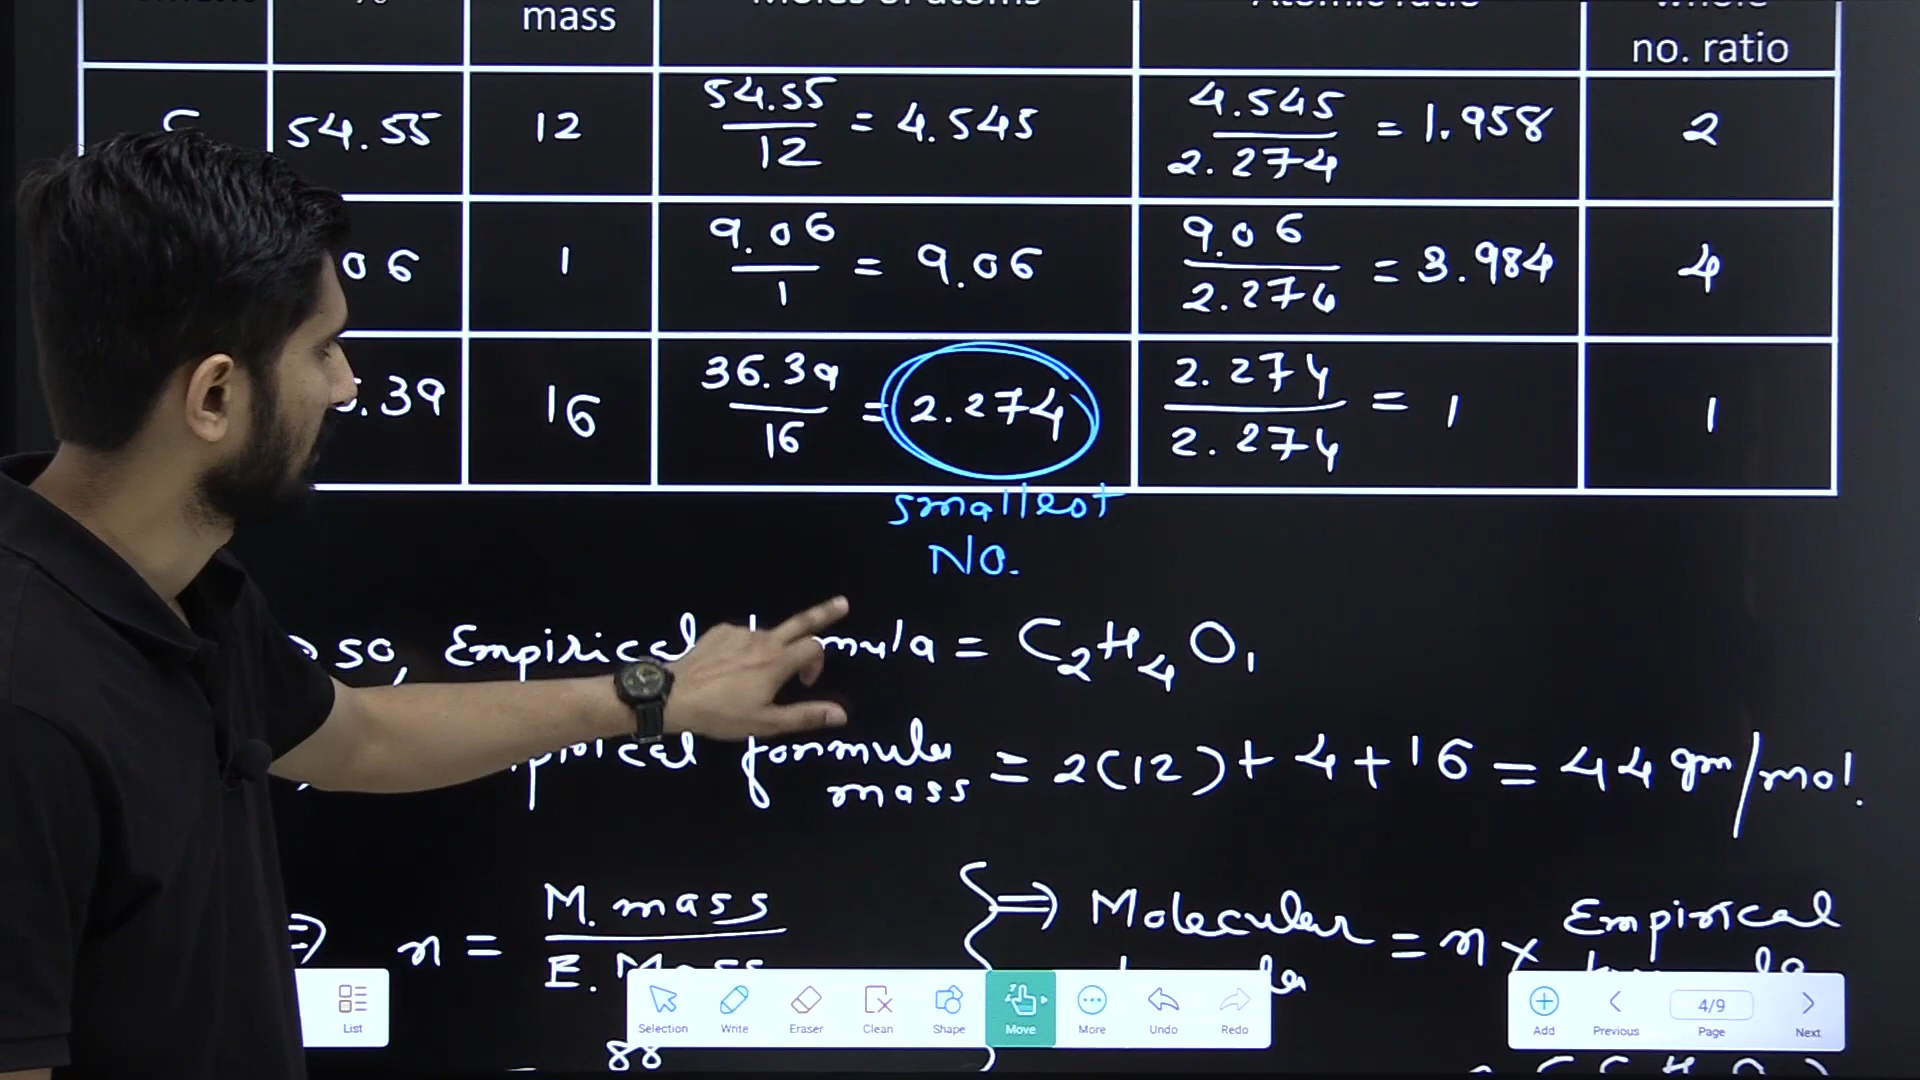 mass
no. ratio
C 54.55 12 54.55/12 = 4.545 4.545/2.274 = 1.958 2
06 1 9.06/1 = 9.06 9.06/2.274 = 3.984 4
.39 16 36.39/16 = 2.274 2.274/2.274 = 1 1
smallest
No.
so, Empirical mula = C₂H₄O₁
pirical formula mass = 2(12) + 4 + 16 = 44 gm/mol.
⇒ n = M. mass / E. Mass
⇒ Molecular = n × Empirical
88
List
Selection Write Eraser Clean Shape Move More Undo Redo
4/9
Add Previous Page Next